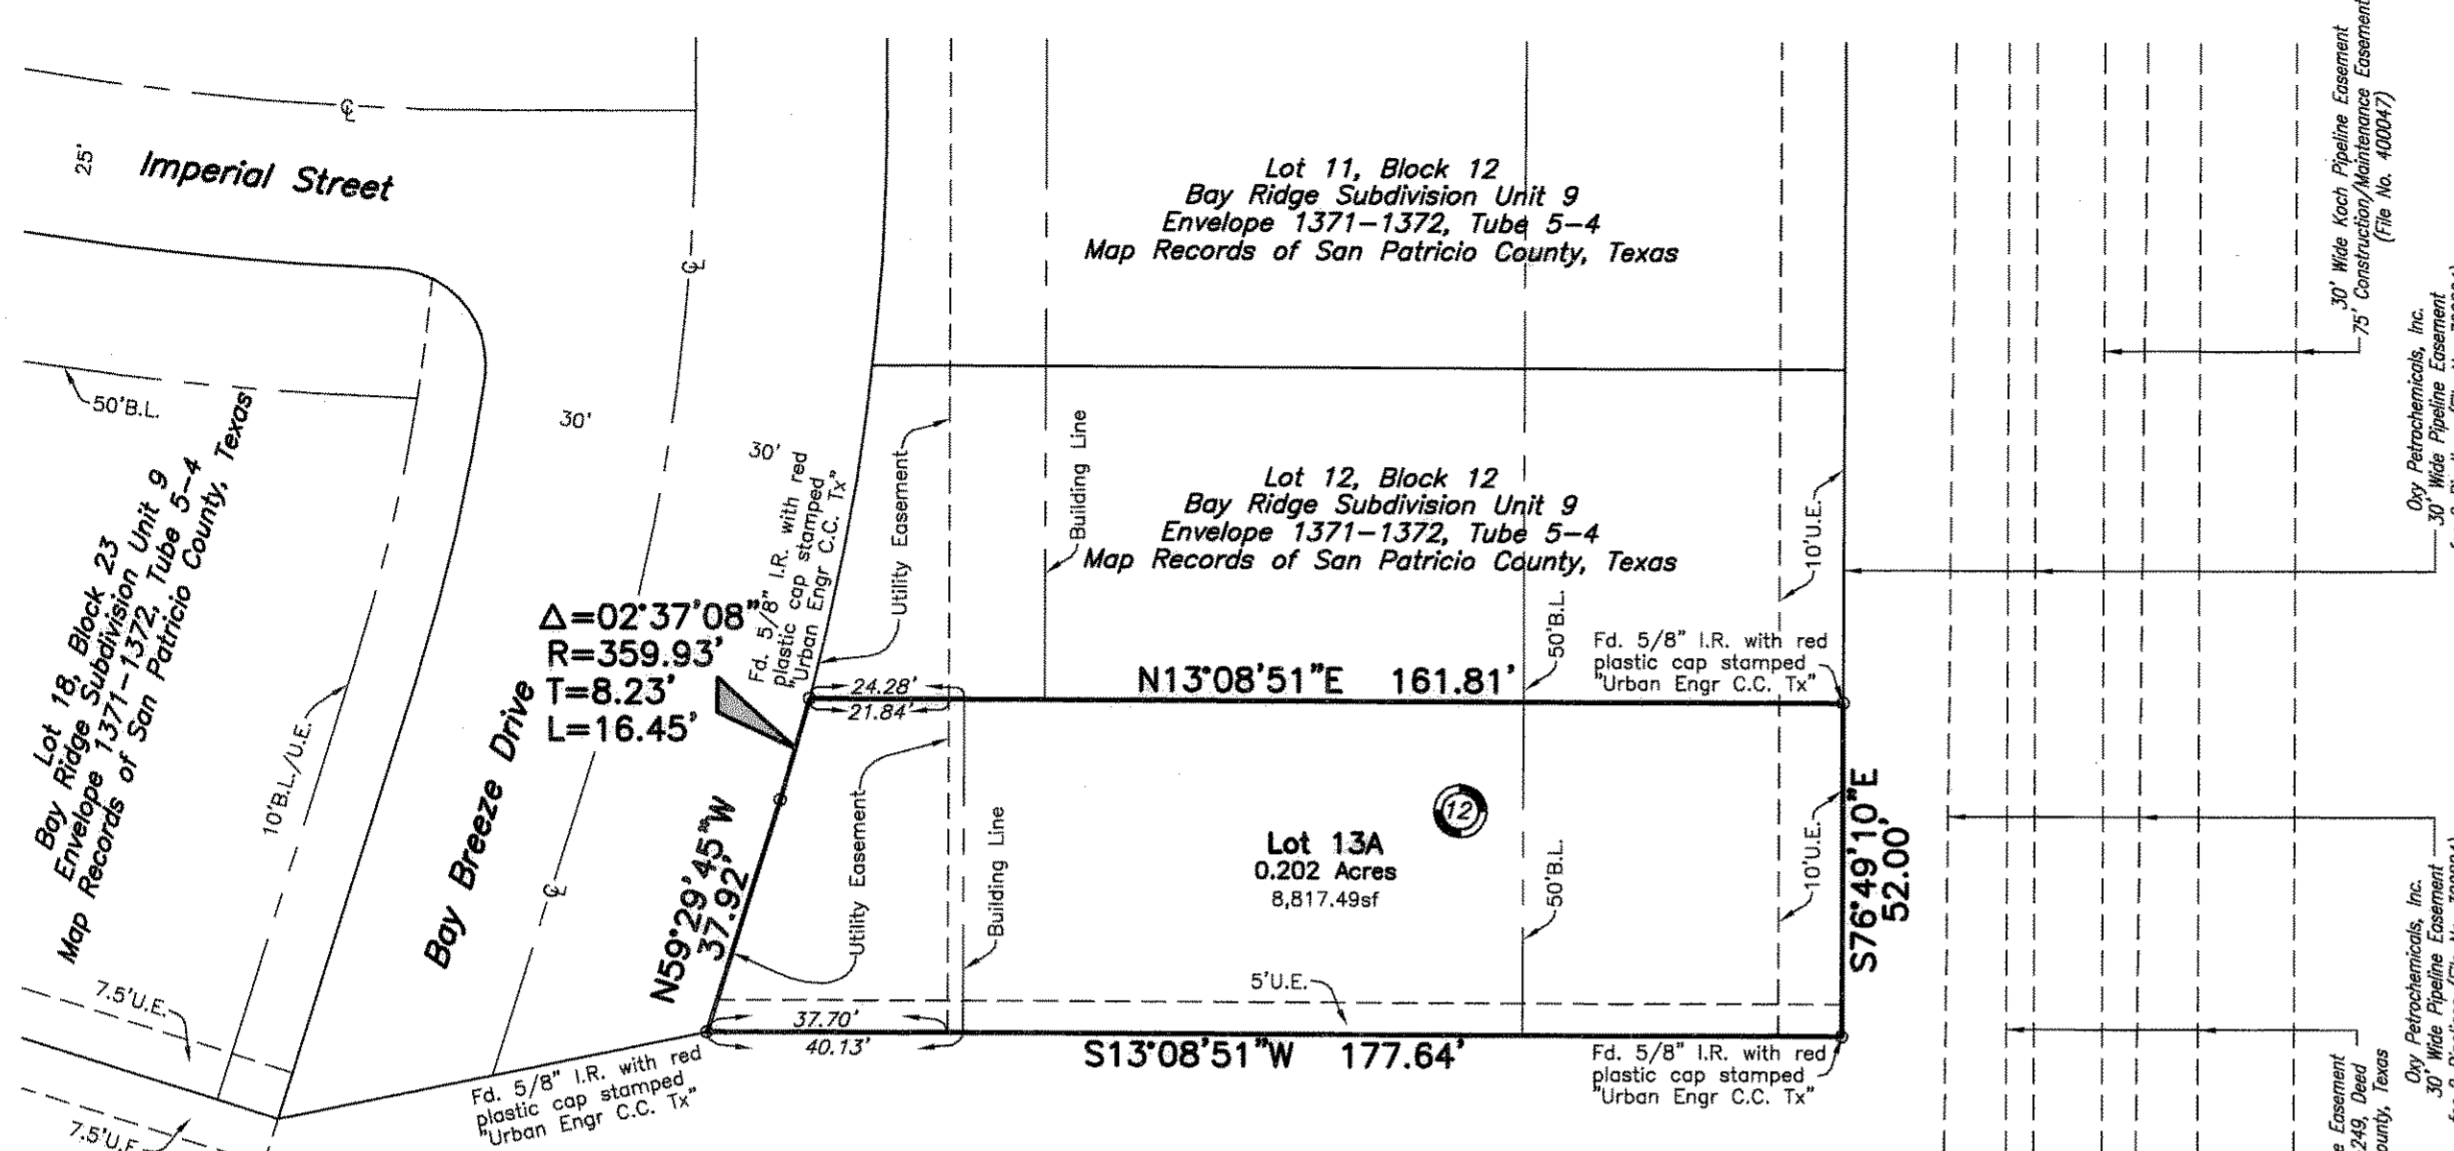 25'
Imperial Street
50'B.L.
Lot 18, Block 23
Bay Ridge Subdivision Unit 9
Envelope 1371-1372, Tube 5-4
Map Records of San Patricio County, Texas
10'B.L./U.E.
7.5'U.E.
7.5'U.E.
30'
30'
Bay Breeze Drive
Fd. 5/8" I.R. with red
plastic cap stamped
"Urban Engr C.C. Tx"
Δ=02°37'08"
R=359.93'
T=8.23'
L=16.45'
N59°29'45"W
37.92'
Fd. 5/8" I.R. with red
plastic cap stamped
"Urban Engr C.C. Tx"
Lot 11, Block 12
Bay Ridge Subdivision Unit 9
Envelope 1371-1372, Tube 5-4
Map Records of San Patricio County, Texas
Utility Easement
Building Line
Lot 12, Block 12
Bay Ridge Subdivision Unit 9
Envelope 1371-1372, Tube 5-4
Map Records of San Patricio County, Texas
10'U.E.
50'B.L.
Fd. 5/8" I.R. with red
plastic cap stamped
"Urban Engr C.C. Tx"
24.28'
21.84'
N13°08'51"E 161.81'
Utility Easement
Building Line
12
Lot 13A
0.202 Acres
8,817.49sf
50'B.L.
10'U.E.
S76°49'10"E
52.00'
5'U.E.
37.70'
40.13'
S13°08'51"W 177.64'
Fd. 5/8" I.R. with red
plastic cap stamped
"Urban Engr C.C. Tx"
30' Wide Koch Pipeline Easement
75' Construction/Maintenance Easement
(File No. 400047)
Oxy Petrochemicals, Inc.
30' Wide Pipeline Easement
Oxy Petrochemicals, Inc.
30' Wide Pipeline Easement
Easement
249, Deed
Texas